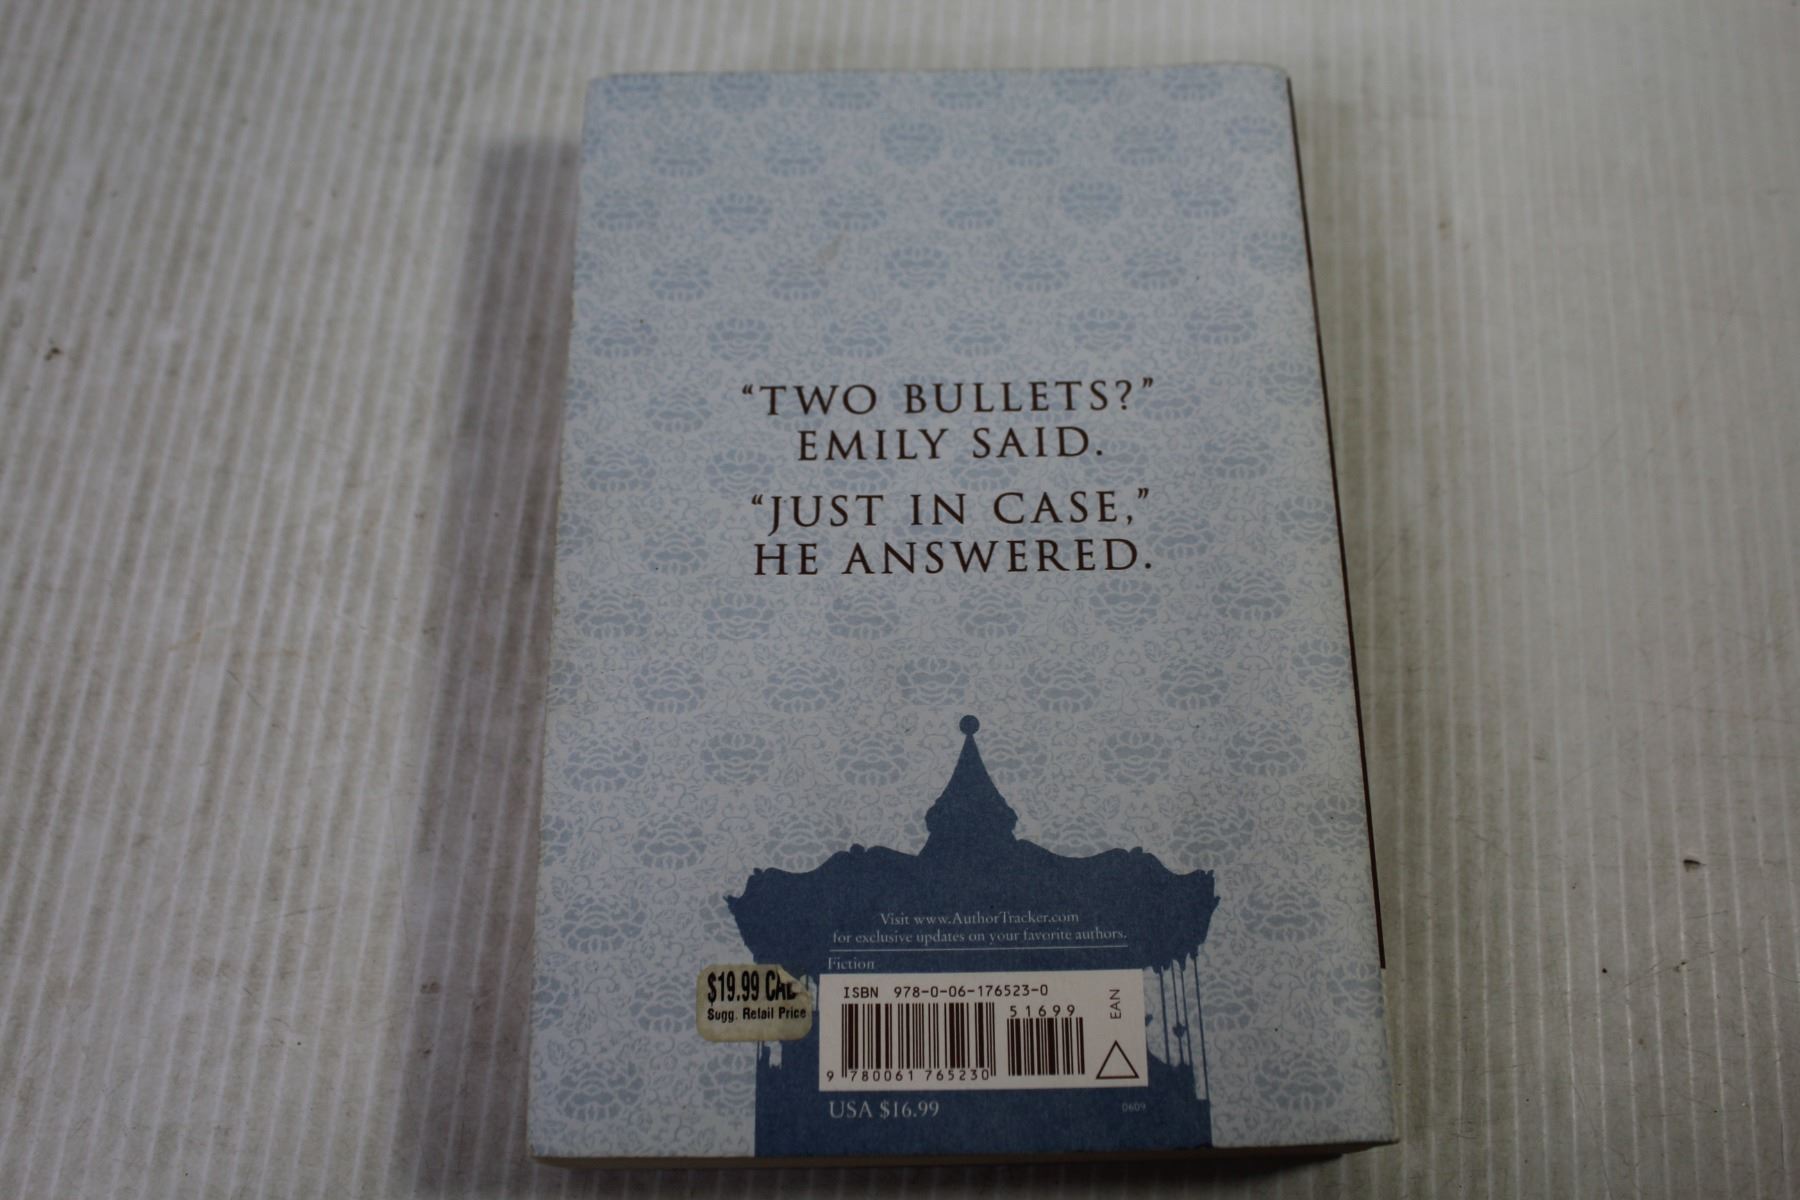 “TWO BULLETS?”
EMILY SAID.
“JUST IN CASE,”
HE ANSWERED.
Visit www.AuthorTracker.com
for exclusive updates on your favorite authors.
Fiction
$19.99
Sugg. Retail Price
ISBN 978-0-06-176523-0
51699
EAN
9 780061 765230
USA $16.99
0609